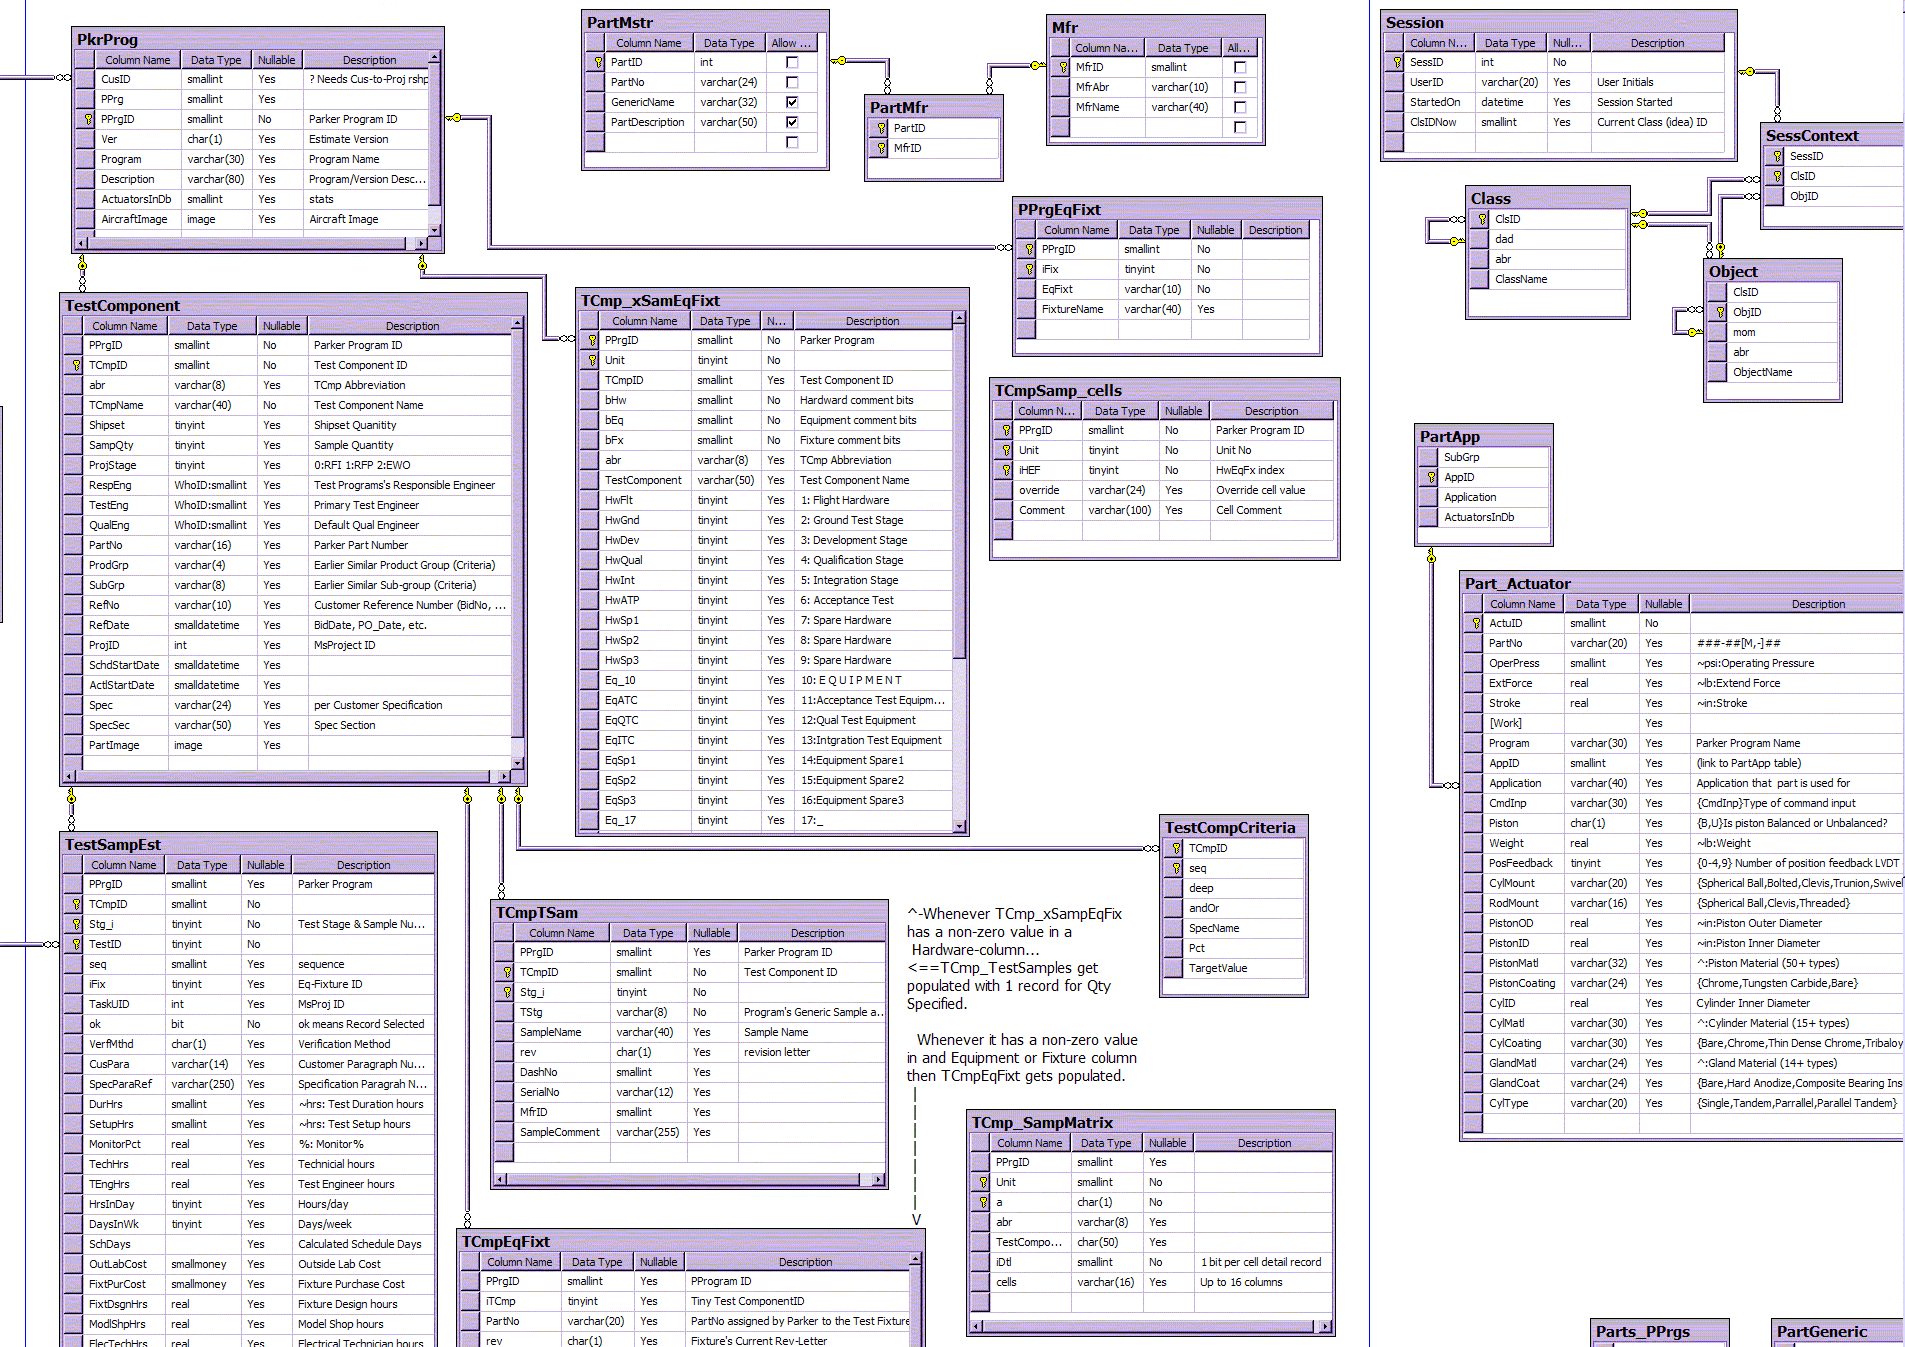 PkrProg
Column Name Data Type Nullable Description
CusID smallint Yes ? Needs Cus-to-Proj rshp
PPrg smallint Yes
PPrgID smallint No Parker Program ID
Ver char(1) Yes Estimate Version
Program varchar(30) Yes Program Name
Description varchar(80) Yes Program/Version Desc...
ActuatorsInDb smallint Yes stats
AircraftImage image Yes Aircraft Image
PartMstr
Column Name Data Type Allow ...
PartID int
PartNo varchar(24)
GenericName varchar(32)
PartDescription varchar(50)
PartMfr
PartID
MfrID
Mfr
Column Na... Data Type All...
MfrID smallint
MfrAbr varchar(10)
MfrName varchar(40)
Session
Column N... Data Type Null... Description
SessID int No
UserID varchar(20) Yes User Initials
StartedOn datetime Yes Session Started
ClsIDNow smallint Yes Current Class (idea) ID
SessContext
SessID
ClsID
ObjID
Class
ClsID
dad
abr
ClassName
Object
ClsID
ObjID
mom
abr
ObjectName
PPrgEqFixt
Column Name Data Type Nullable Description
PPrgID smallint No
iFix tinyint No
EqFixt varchar(10) No
FixtureName varchar(40) Yes
TestComponent
Column Name Data Type Nullable Description
PPrgID smallint No Parker Program ID
TCmpID smallint No Test Component ID
abr varchar(8) Yes TCmp Abbreviation
TCmpName varchar(40) No Test Component Name
Shipset tinyint Yes Shipset Quanitity
SampQty tinyint Yes Sample Quantity
ProjStage tinyint Yes 0:RFI 1:RFP 2:EWO
RespEng WhoID:smallint Yes Test Programs's Responsible Engineer
TestEng WhoID:smallint Yes Primary Test Engineer
QualEng WhoID:smallint Yes Default Qual Engineer
PartNo varchar(16) Yes Parker Part Number
ProdGrp varchar(4) Yes Earlier Similar Product Group (Criteria)
SubGrp varchar(8) Yes Earlier Similar Sub-group (Criteria)
RefNo varchar(10) Yes Customer Reference Number (BidNo, ...
RefDate smalldatetime Yes BidDate, PO_Date, etc.
ProjID int Yes MsProject ID
SchdStartDate smalldatetime Yes
ActlStartDate smalldatetime Yes
Spec varchar(24) Yes per Customer Specification
SpecSec varchar(50) Yes Spec Section
PartImage image Yes
TCmp_xSamEqFixt
Column Name Data Type N... Description
PPrgID smallint No Parker Program
Unit tinyint No
TCmpID smallint Yes Test Component ID
bHw smallint No Hardward comment bits
bEq smallint No Equipment comment bits
bFx smallint No Fixture comment bits
abr varchar(8) Yes TCmp Abbreviation
TestComponent varchar(50) Yes Test Component Name
HwFlt tinyint Yes 1: Flight Hardware
HwGnd tinyint Yes 2: Ground Test Stage
HwDev tinyint Yes 3: Development Stage
HwQual tinyint Yes 4: Qualification Stage
HwInt tinyint Yes 5: Integration Stage
HwATP tinyint Yes 6: Acceptance Test
HwSp1 tinyint Yes 7: Spare Hardware
HwSp2 tinyint Yes 8: Spare Hardware
HwSp3 tinyint Yes 9: Spare Hardware
Eq_10 tinyint Yes 10: E Q U I P M E N T
EqATC tinyint Yes 11:Acceptance Test Equipm...
EqQTC tinyint Yes 12:Qual Test Equipment
EqITC tinyint Yes 13:Intgration Test Equipment
EqSp1 tinyint Yes 14:Equipment Spare1
EqSp2 tinyint Yes 15:Equipment Spare2
EqSp3 tinyint Yes 16:Equipment Spare3
Eq_17 tinyint Yes 17:_
TCmpSamp_cells
Column N... Data Type Nullable Description
PPrgID smallint No Parker Program ID
Unit tinyint No Unit No
iHEF tinyint No HwEqFx index
override varchar(24) Yes Override cell value
Comment varchar(100) Yes Cell Comment
PartApp
SubGrp
AppID
Application
ActuatorsInDb
Part_Actuator
Column Name Data Type Nullable Description
ActuID smallint No
PartNo varchar(20) Yes ###-##[M,-]##
OperPress smallint Yes ~psi:Operating Pressure
ExtForce real Yes ~lb:Extend Force
Stroke real Yes ~in:Stroke
[Work] Yes
Program varchar(30) Yes Parker Program Name
AppID smallint Yes (link to PartApp table)
Application varchar(40) Yes Application that part is used for
CmdInp varchar(30) Yes {CmdInp}Type of command input
Piston char(1) Yes {B,U}Is piston Balanced or Unbalanced?
Weight real Yes ~lb:Weight
PosFeedback tinyint Yes {0-4,9} Number of position feedback LVDT
CylMount varchar(20) Yes {Spherical Ball,Bolted,Clevis,Trunion,Swivel
RodMount varchar(16) Yes {Spherical Ball,Clevis,Threaded}
PistonOD real Yes ~in:Piston Outer Diameter
PistonID real Yes ~in:Piston Inner Diameter
PistonMatl varchar(32) Yes ^:Piston Material (50+ types)
PistonCoating varchar(24) Yes {Chrome,Tungsten Carbide,Bare}
CylID real Yes Cylinder Inner Diameter
CylMatl varchar(30) Yes ^:Cylinder Material (15+ types)
CylCoating varchar(30) Yes {Bare,Chrome,Thin Dense Chrome,Tribaloy
GlandMatl varchar(24) Yes ^:Gland Material (14+ types)
GlandCoat varchar(24) Yes {Bare,Hard Anodize,Composite Bearing Ins
CylType varchar(20) Yes {Single,Tandem,Parrallel,Parallel Tandem}
TestSampEst
Column Name Data Type Nullable Description
PPrgID smallint Yes Parker Program
TCmpID smallint No
Stg_i tinyint No Test Stage & Sample Nu...
TestID tinyint No
seq smallint Yes sequence
iFix tinyint Yes Eq-Fixture ID
TaskUID int Yes MsProj ID
ok bit No ok means Record Selected
VerfMthd char(1) Yes Verification Method
CusPara varchar(14) Yes Customer Paragraph Nu...
SpecParaRef varchar(250) Yes Specification Paragrah N...
DurHrs smallint Yes ~hrs: Test Duration hours
SetupHrs smallint Yes ~hrs: Test Setup hours
MonitorPct real Yes %: Monitor%
TechHrs real Yes Technicial hours
TEngHrs real Yes Test Engineer hours
HrsInDay tinyint Yes Hours/day
DaysInWk tinyint Yes Days/week
SchDays Yes Calculated Schedule Days
OutLabCost smallmoney Yes Outside Lab Cost
FixtPurCost smallmoney Yes Fixture Purchase Cost
FixtDsgnHrs real Yes Fixture Design hours
ModlShpHrs real Yes Model Shop hours
ElecTechHrs real Yes Electrical Technician hours
TCmpTSam
Column Name Data Type Nullable Description
PPrgID smallint Yes Parker Program ID
TCmpID smallint No Test Component ID
Stg_i tinyint No
TStg varchar(8) No Program's Generic Sample a...
SampleName varchar(40) Yes Sample Name
rev char(1) Yes revision letter
DashNo smallint Yes
SerialNo varchar(12) Yes
MfrID smallint Yes
SampleComment varchar(255) Yes
^-Whenever TCmp_xSampEqFix
has a non-zero value in a
Hardware-column...
<==TCmp_TestSamples get
populated with 1 record for Qty
Specified.
Whenever it has a non-zero value
in and Equipment or Fixture column
then TCmpEqFixt gets populated.
V
TestCompCriteria
TCmpID
seq
deep
andOr
SpecName
Pct
TargetValue
TCmp_SampMatrix
Column Name Data Type Nullable Description
PPrgID smallint Yes
Unit smallint No
a char(1) No
abr varchar(8) Yes
TestCompo... char(50) Yes
iDtl smallint No 1 bit per cell detail record
cells varchar(16) Yes Up to 16 columns
TCmpEqFixt
Column Name Data Type Nullable Description
PPrgID smallint Yes PProgram ID
iTCmp tinyint Yes Tiny Test ComponentID
PartNo varchar(20) Yes PartNo assigned by Parker to the Test Fixture
rev char(1) Yes Fixture's Current Rev-Letter
Parts_PPrgs
PartGeneric